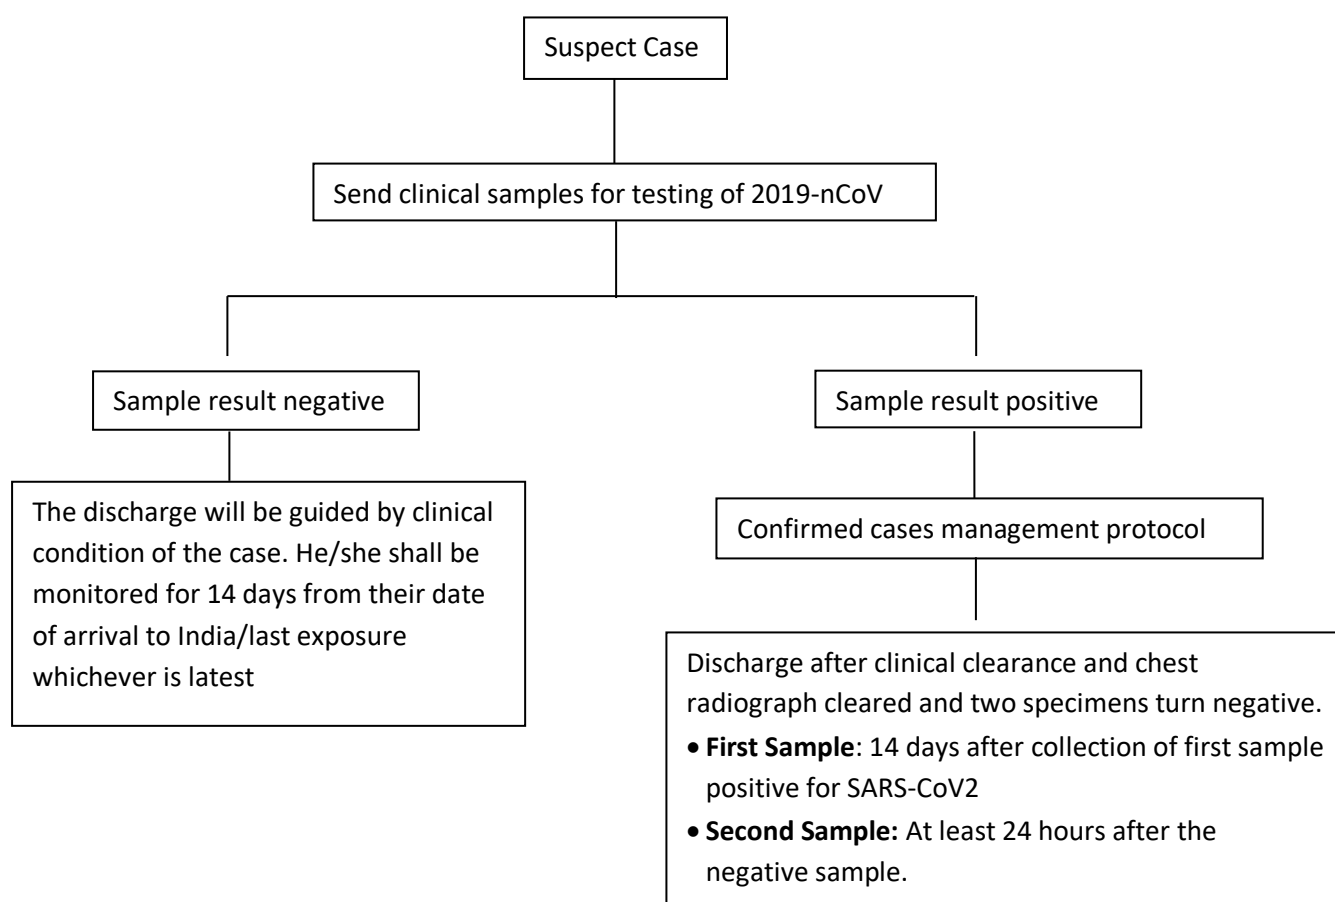 Suspect Case
Send clinical samples for testing of 2019-nCoV
Sample result negative
The discharge will be guided by clinical
condition of the case. He/she shall be
monitored for 14 days from their date
of arrival to India/last exposure
whichever is latest
Sample result positive
Confirmed cases management protocol
Discharge after clinical clearance and chest
radiograph cleared and two specimens turn negative.
• First Sample: 14 days after collection of first sample
positive for SARS-CoV2
• Second Sample: At least 24 hours after the
negative sample.